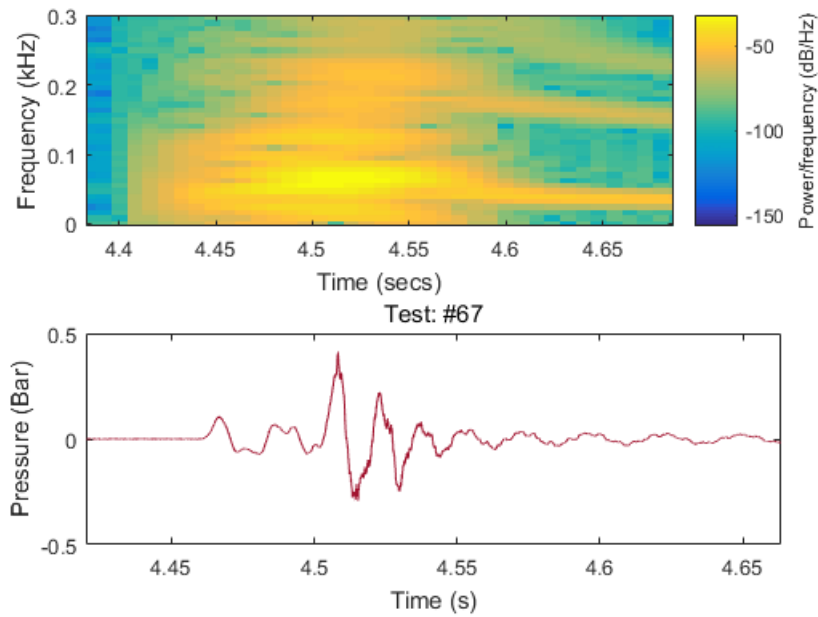 0.3
0.2
0.1
0
Frequency (kHz)
4.4 4.45 4.5 4.55 4.6 4.65
Time (secs)
-50
-100
-150
Power/frequency (dB/Hz)
Test: #67
0.5
0
-0.5
Pressure (Bar)
4.45 4.5 4.55 4.6 4.65
Time (s)